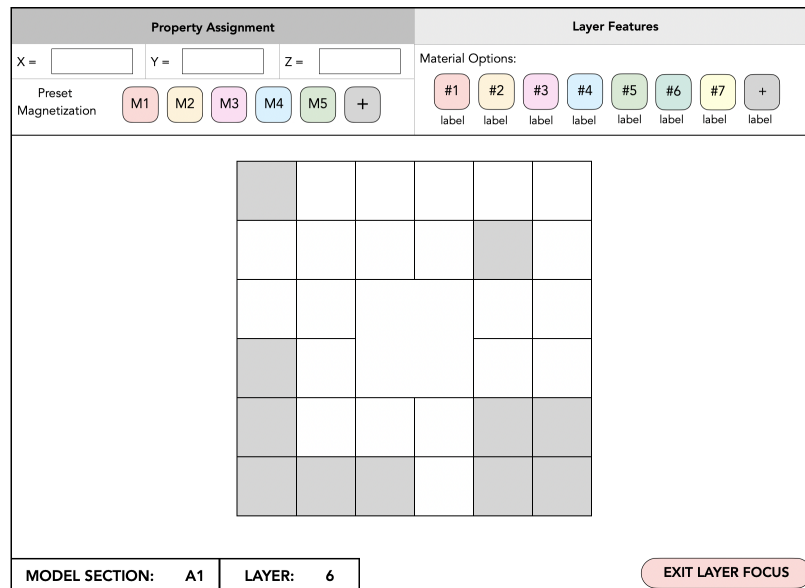 Property Assignment
Layer Features
X =
Y =
Z =
Material Options:
Preset
Magnetization
M1 M2 M3 M4 M5 +
#1 #2 #3 #4 #5 #6 #7 +
label label label label label label label label
MODEL SECTION: A1
LAYER: 6
EXIT LAYER FOCUS